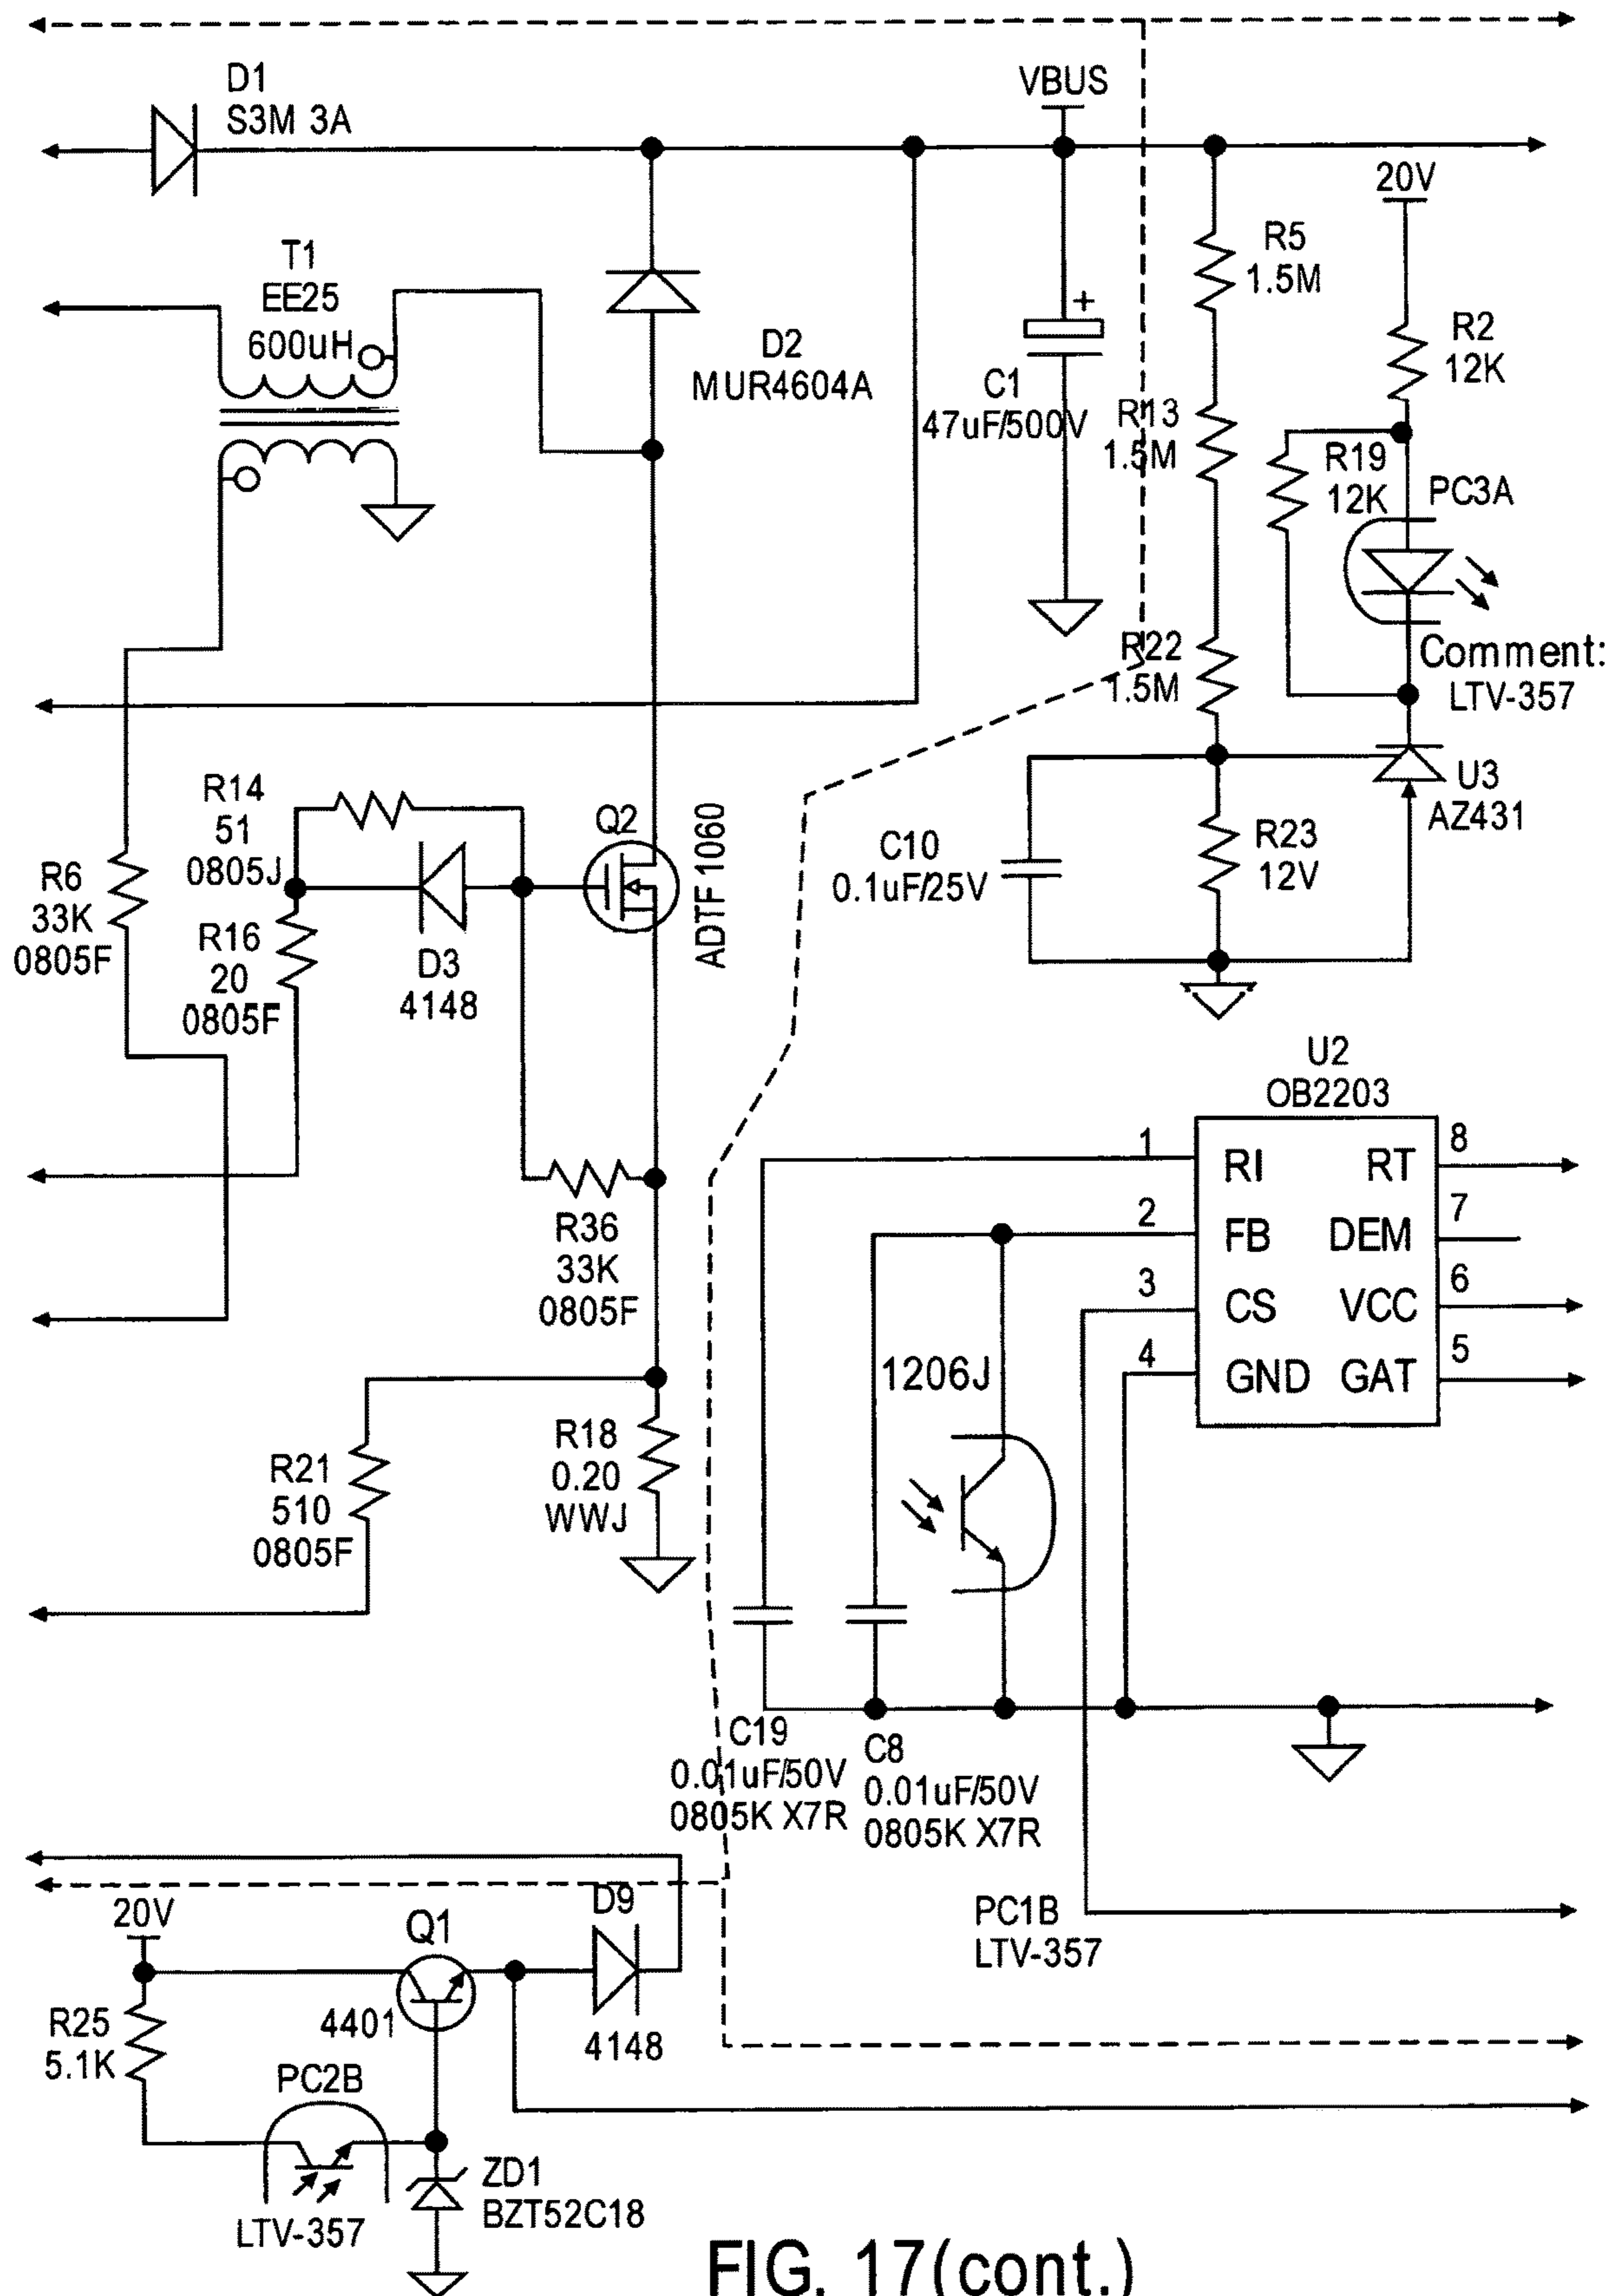 D1
S3M 3A
VBUS
20V
T1
EE25
600uH
D2
MUR4604A
C1
47uF/500V
R5
1.5M
R13
1.5M
R2
12K
R19
12K
PC3A
R22
1.5M
Comment:
LTV-357
U3
AZ431
R14
51
0805J
Q2
ADTF 1060
C10
0.1uF/25V
R23
12V
R6
33K
0805F
R16
20
0805F
D3
4148
U2
OB2203
1
RI
RT
8
2
FB
DEM
7
3
CS
VCC
6
4
GND
GAT
5
R36
33K
0805F
1206J
R21
510
0805F
R18
0.20
WWJ
C19
0.01uF/50V
0805K X7R
C8
0.01uF/50V
0805K X7R
PC1B
LTV-357
20V
Q1
D9
4401
4148
R25
5.1K
PC2B
LTV-357
ZD1
BZT52C18
FIG. 17(cont.)